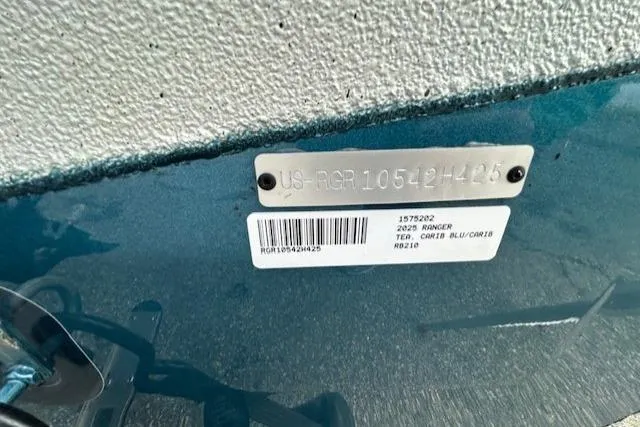 US-RGR10542H425
1575202
2025 RANGER
TEA. CARIB BLU/CARIB
RB210
RGR10542H425